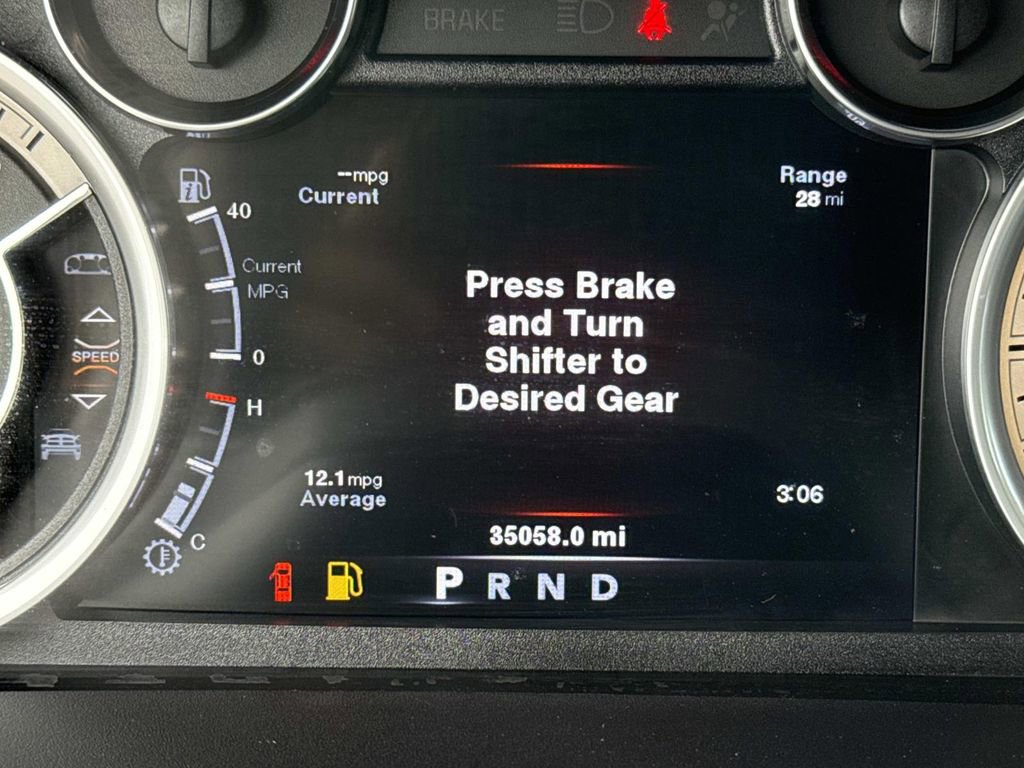 BRAKE
--mpg
Current
Range
28 mi
40
Current
MPG
0
Press Brake
and Turn
Shifter to
Desired Gear
SPEED
H
12.1 mpg
Average
3:06
35058.0 mi
C
P R N D